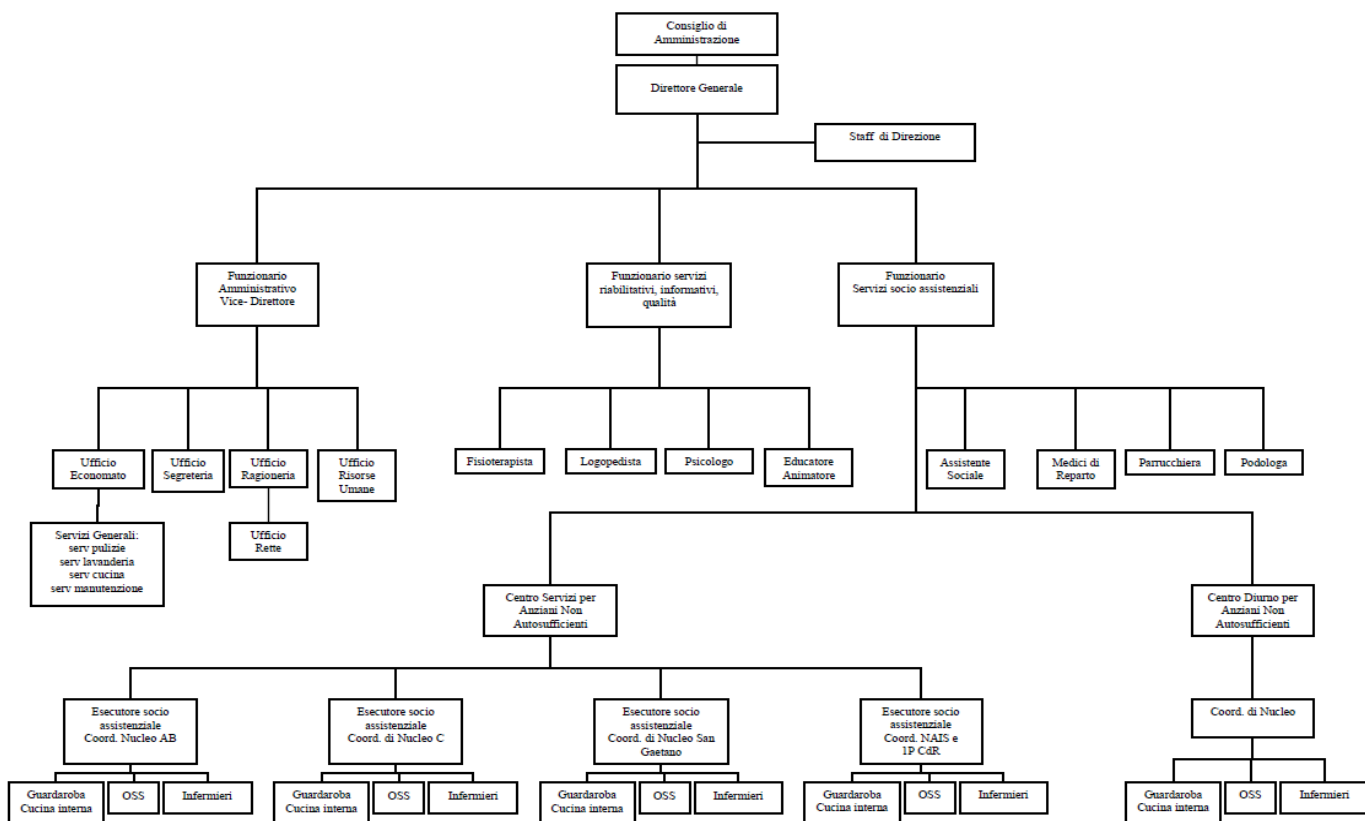 Consiglio di
Amministrazione
Direttore Generale
Staff di Direzione
Funzionario
Amministrativo
Vice- Direttore
Funzionario servizi
riabilitativi, informativi,
qualità
Funzionario
Servizi socio assistenziali
Ufficio
Economato
Ufficio
Segreteria
Ufficio
Ragioneria
Ufficio
Risorse
Umane
Fisioterapista
Logopedista
Psicologo
Educatore
Animatore
Assistente
Sociale
Medici di
Reparto
Parrucchiera
Podologa
Servizi Generali:
serv pulizie
serv lavanderia
serv cucina
serv manutenzione
Ufficio
Rette
Centro Servizi per
Anziani Non
Autosufficienti
Centro Diurno per
Anziani Non
Autosufficienti
Esecutore socio
assistenziale
Coord. Nucleo AB
Esecutore socio
assistenziale
Coord. di Nucleo C
Esecutore socio
assistenziale
Coord. di Nucleo San
Gaetano
Esecutore socio
assistenziale
Coord. NAIS e
1P CdR
Coord. di Nucleo
Guardaroba
Cucina interna
OSS
Infermieri
Guardaroba
Cucina interna
OSS
Infermieri
Guardaroba
Cucina interna
OSS
Infermieri
Guardaroba
Cucina interna
OSS
Infermieri
Guardaroba
Cucina interna
OSS
Infermieri